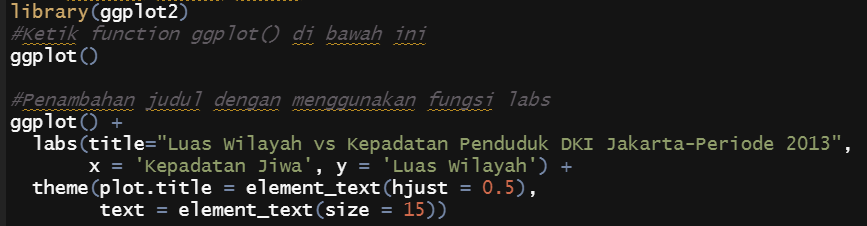 library(ggplot2)
#Ketik function ggplot() di bawah ini
ggplot()
#Penambahan judul dengan menggunakan fungsi labs
ggplot() +
labs(title="Luas Wilayah vs Kepadatan Penduduk DKI Jakarta-Periode 2013",
x = 'Kepadatan Jiwa', y = 'Luas Wilayah') +
theme(plot.title = element_text(hjust = 0.5),
text = element_text(size = 15))